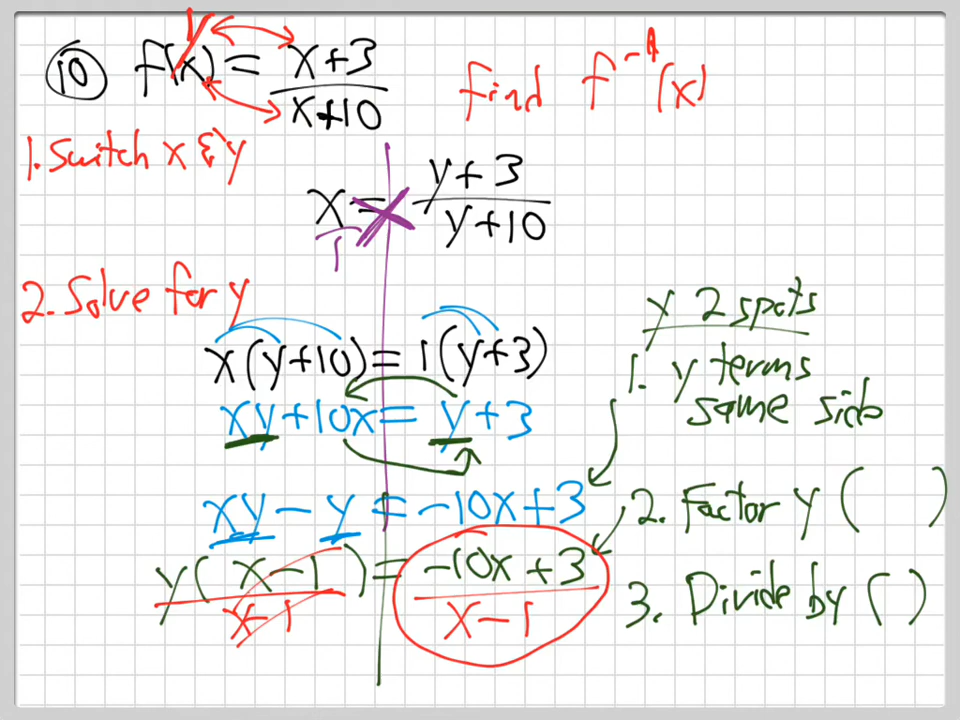 10 f(x) = x+3 / x+10 Find f⁻¹(x)
y
1. Switch x & y
x/1 = y+3 / y+10
2. Solve for y
y 2 spots
x(y+10) = 1(y+3)
1. y terms
same side
xy+10x = y+3
xy - y = -10x+3
2. Factor y ( )
y(x-1) / x-1 = -10x+3 / x-1
3. Divide by ( )